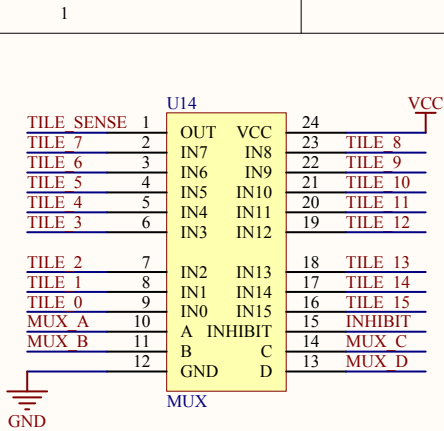 1
U14
VCC
TILE_SENSE 1 OUT VCC 24
TILE_7 2 IN7 IN8 23 TILE_8
TILE_6 3 IN6 IN9 22 TILE_9
TILE_5 4 IN5 IN10 21 TILE_10
TILE_4 5 IN4 IN11 20 TILE_11
TILE_3 6 IN3 IN12 19 TILE_12
TILE_2 7 IN2 IN13 18 TILE_13
TILE_1 8 IN1 IN14 17 TILE_14
TILE_0 9 IN0 IN15 16 TILE_15
MUX_A 10 A INHIBIT 15 INHIBIT
MUX_B 11 B C 14 MUX_C
12 GND D 13 MUX_D
MUX
GND